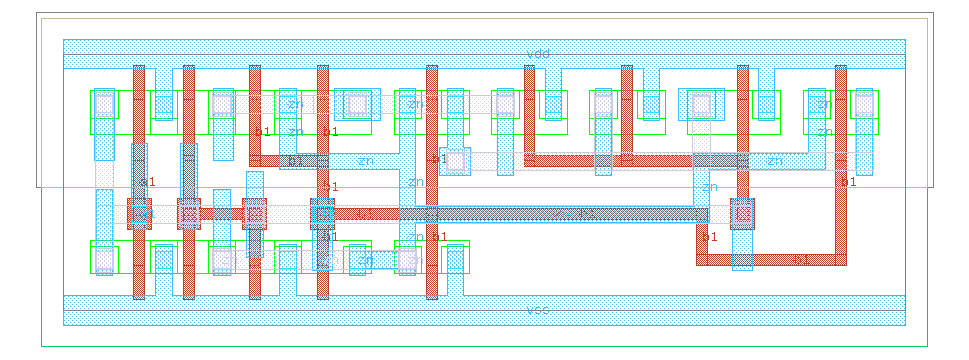 vdd
zn zn zn
b1 zn b1 zn
b1 zn b1 zn
a1 zn b1
b1 zn
b1
b1 zn b1 b1
zn b1
vss